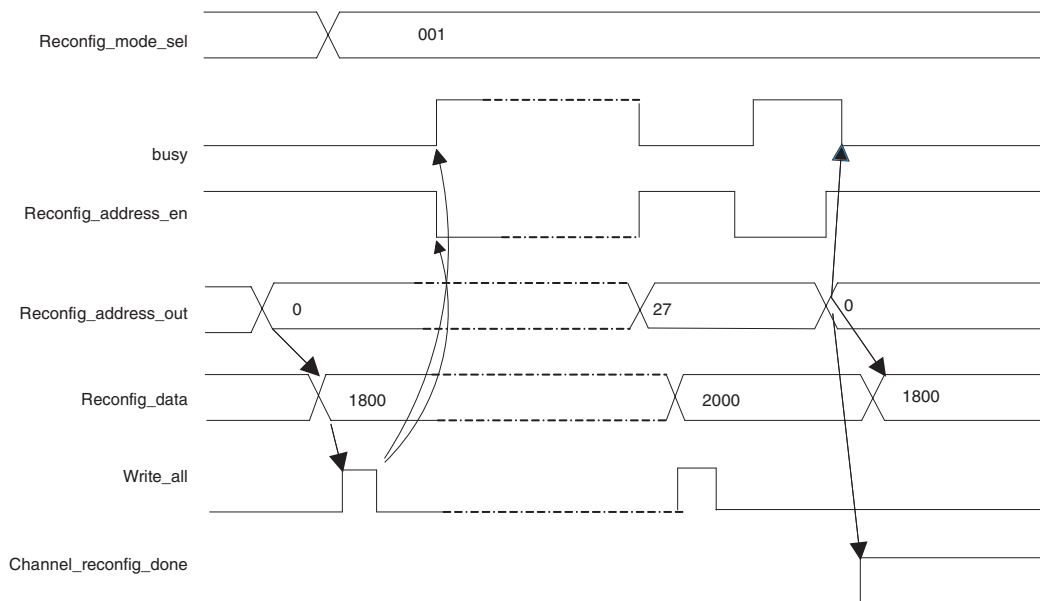 Reconfig_mode_sel 001
busy
Reconfig_address_en
Reconfig_address_out 0 27 0
Reconfig_data 1800 2000 1800
Write_all
Channel_reconfig_done